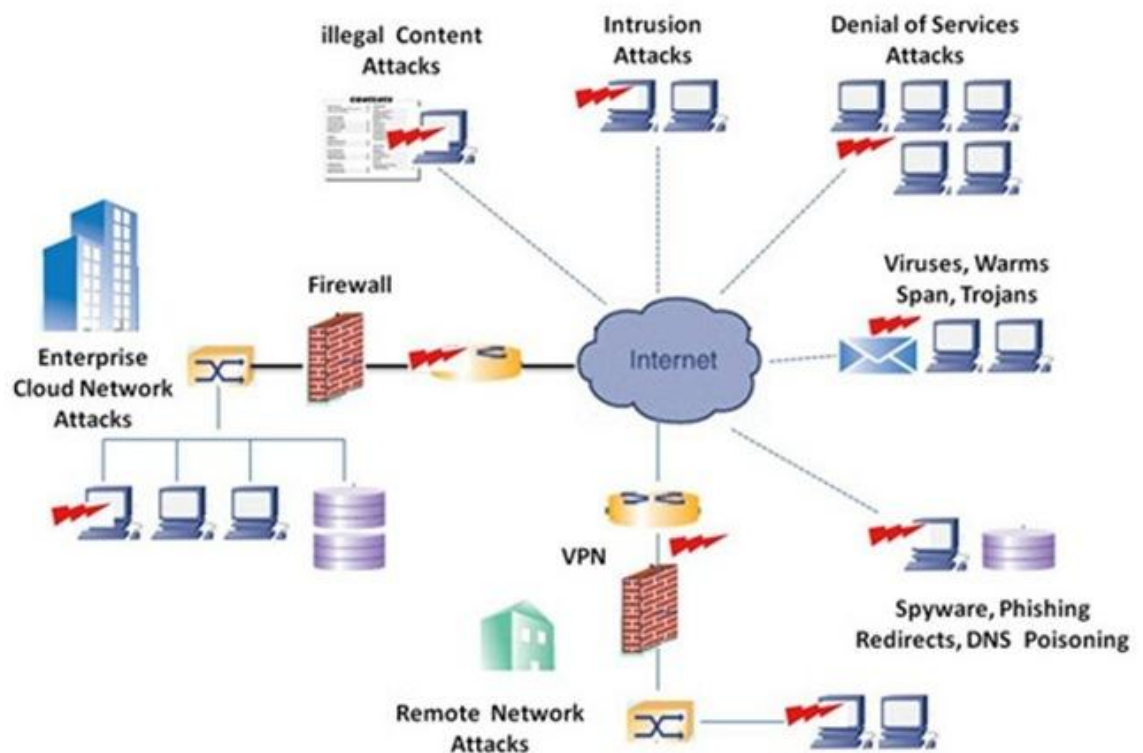 illegal Content
Attacks
Intrusion
Attacks
Denial of Services
Attacks
Contents
Viruses, Warms
Span, Trojans
Firewall
Internet
Enterprise
Cloud Network
Attacks
VPN
Spyware, Phishing
Redirects, DNS Poisoning
Remote Network
Attacks